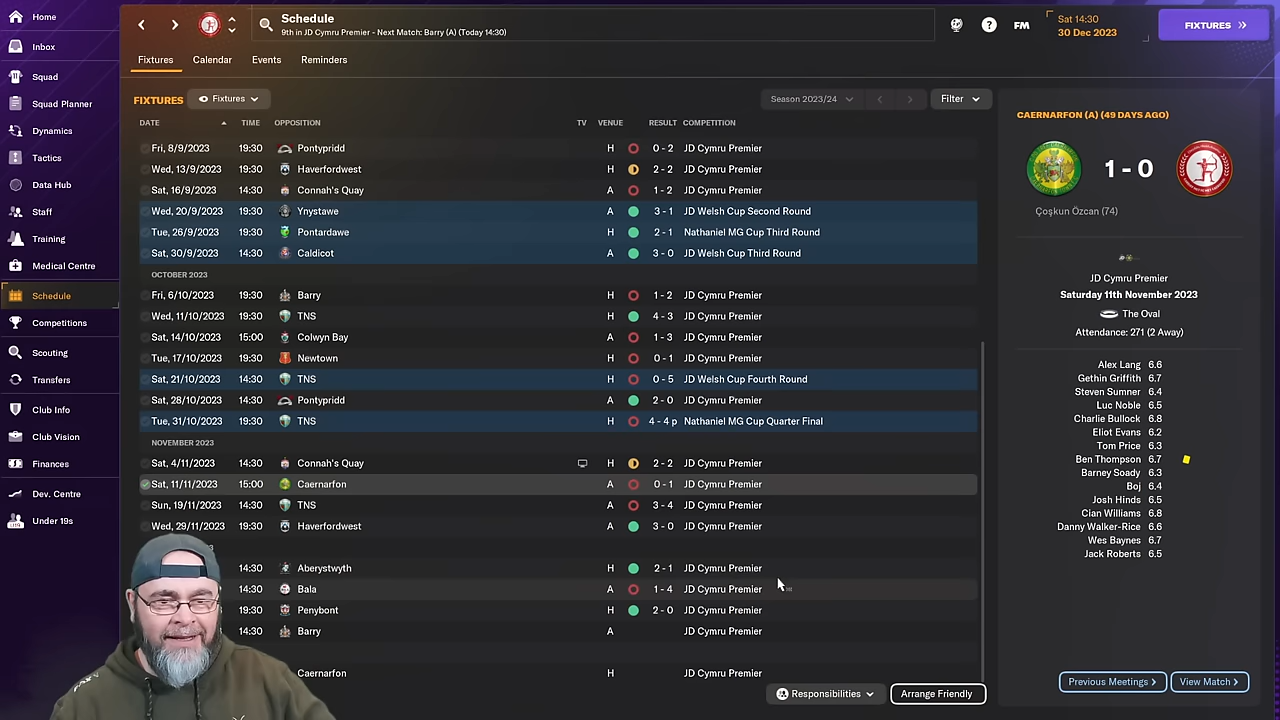 Home
Inbox
Squad
Squad Planner
Dynamics
Tactics
Data Hub
Staff
Training
Medical Centre
Schedule
Competitions
Scouting
Transfers
Club Info
Club Vision
Finances
Dev. Centre
Under 19s
Schedule
9th in JD Cymru Premier - Next Match: Barry (A) (Today 14:30)
FM
Sat 14:30
30 Dec 2023
FIXTURES
Fixtures Calendar Events Reminders
FIXTURES Fixtures Season 2023/24 Filter
DATE TIME OPPOSITION TV VENUE RESULT COMPETITION
Fri, 8/9/2023 19:30 Pontypridd H 0 - 2 JD Cymru Premier
Wed, 13/9/2023 19:30 Haverfordwest H 2 - 2 JD Cymru Premier
Sat, 16/9/2023 14:30 Connah's Quay A 1 - 2 JD Cymru Premier
Wed, 20/9/2023 19:30 Ynystawe A 3 - 1 JD Welsh Cup Second Round
Tue, 26/9/2023 19:30 Pontardawe H 2 - 1 Nathaniel MG Cup Third Round
Sat, 30/9/2023 14:30 Caldicot A 3 - 0 JD Welsh Cup Third Round
OCTOBER 2023
Fri, 6/10/2023 19:30 Barry H 1 - 2 JD Cymru Premier
Wed, 11/10/2023 19:30 TNS H 4 - 3 JD Cymru Premier
Sat, 14/10/2023 15:00 Colwyn Bay A 1 - 3 JD Cymru Premier
Tue, 17/10/2023 19:30 Newtown H 0 - 1 JD Cymru Premier
Sat, 21/10/2023 14:30 TNS H 0 - 5 JD Welsh Cup Fourth Round
Sat, 28/10/2023 14:30 Pontypridd A 2 - 0 JD Cymru Premier
Tue, 31/10/2023 19:30 TNS H 4 - 4 p Nathaniel MG Cup Quarter Final
NOVEMBER 2023
Sat, 4/11/2023 14:30 Connah's Quay H 2 - 2 JD Cymru Premier
Sat, 11/11/2023 15:00 Caernarfon A 0 - 1 JD Cymru Premier
Sun, 19/11/2023 14:30 TNS A 3 - 4 JD Cymru Premier
Wed, 29/11/2023 19:30 Haverfordwest A 3 - 0 JD Cymru Premier
14:30 Aberystwyth H 2 - 1 JD Cymru Premier
14:30 Bala A 1 - 4 JD Cymru Premier
19:30 Penybont H 2 - 0 JD Cymru Premier
14:30 Barry A JD Cymru Premier
Caernarfon H JD Cymru Premier
Responsibilities Arrange Friendly
CAERNARFON (A) (49 DAYS AGO)
1 - 0
Çoşkun Özcan (74)
JD Cymru Premier
Saturday 11th November 2023
The Oval
Attendance: 271 (2 Away)
Alex Lang 6.6
Gethin Griffith 6.7
Steven Sumner 6.4
Luc Noble 6.5
Charlie Bullock 6.8
Eliot Evans 6.2
Tom Price 6.3
Ben Thompson 6.7
Barney Soady 6.3
Boj 6.4
Josh Hinds 6.5
Cian Williams 6.8
Danny Walker-Rice 6.6
Wes Baynes 6.7
Jack Roberts 6.5
Previous Meetings View Match